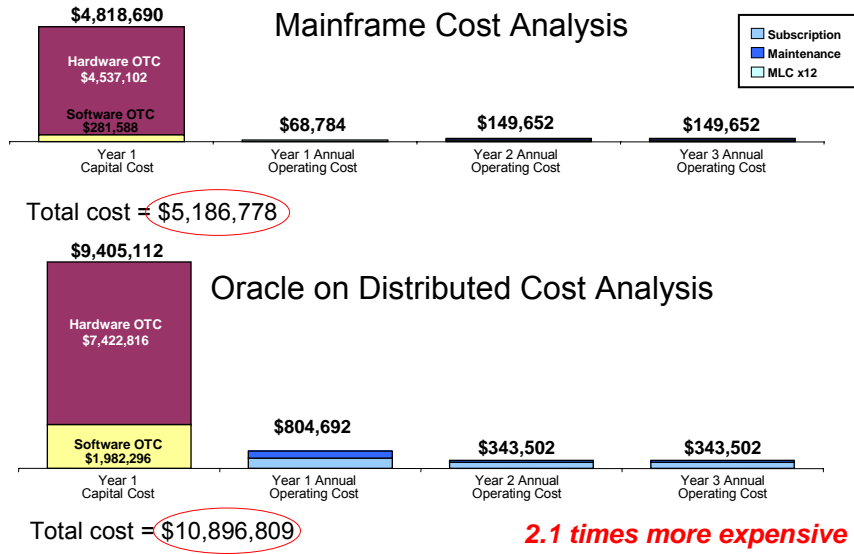 $4,818,690
Mainframe Cost Analysis
Subscription
Maintenance
MLC x12
Hardware OTC
$4,537,102
Software OTC
$281,588
$68,784
$149,652
$149,652
Year 1
Capital Cost
Year 1 Annual
Operating Cost
Year 2 Annual
Operating Cost
Year 3 Annual
Operating Cost
Total cost = $5,186,778
$9,405,112
Oracle on Distributed Cost Analysis
Hardware OTC
$7,422,816
Software OTC
$1,982,296
$804,692
$343,502
$343,502
Year 1
Capital Cost
Year 1 Annual
Operating Cost
Year 2 Annual
Operating Cost
Year 3 Annual
Operating Cost
Total cost = $10,896,809
2.1 times more expensive